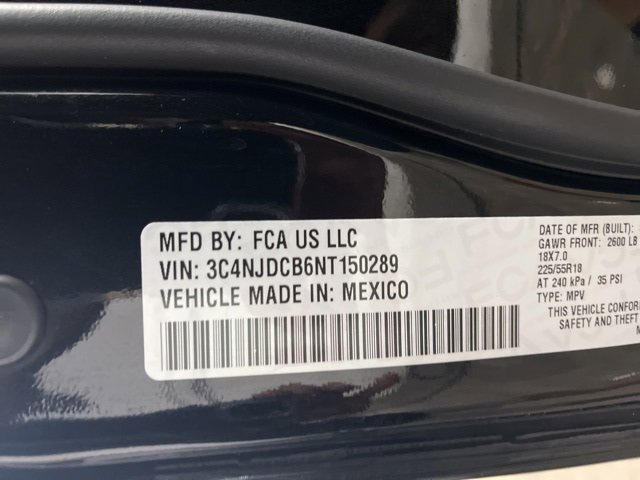 MFD BY: FCA US LLC
VIN: 3C4NJDCB6NT150289
VEHICLE MADE IN: MEXICO
DATE OF MFR (BUILT):
GAWR FRONT: 2600 LB
18X7.0
225/55R18
AT 240 kPa / 35 PSI
TYPE: MPV
THIS VEHICLE CONFOR
SAFETY AND THEFT